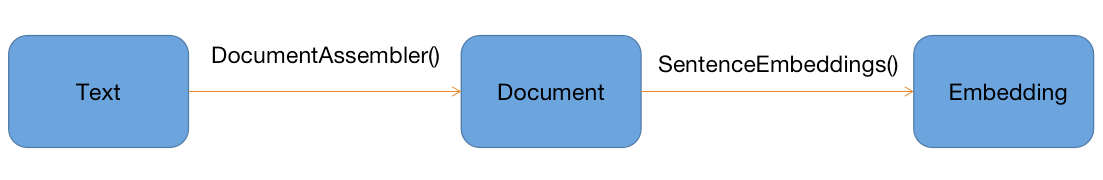 DocumentAssembler()
SentenceEmbeddings()
Text
Document
Embedding